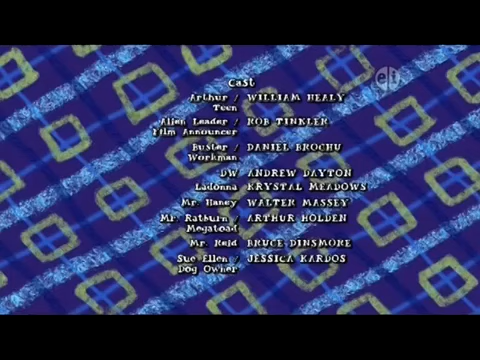 cast
Arthur / WILLIAM HEALY
Teen
Alien Leader / ROB TINKLER
Film Announcer
Buster / DANIEL BROCHU
Workman
DW ANDREW DAYTON
Ladonna KRYSTAL MEADOWS
Mr. Haney WALTER MASSEY
Mr. Ratburn / ARTHUR HOLDEN
Megatoad
Mr. Reid BRUCE DINSMORE
Sue Ellen / JESSICA KARDOS
Dog Owner